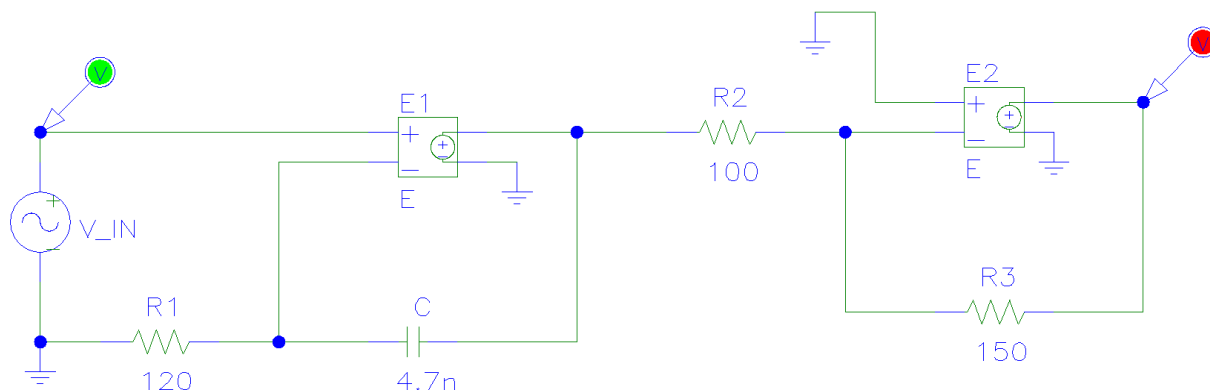 V
V
E2
R2
E1
+
+
+
−
+
−
−
−
E
100
E
+
V_IN
−
R3
R1
C
150
120
4.7n